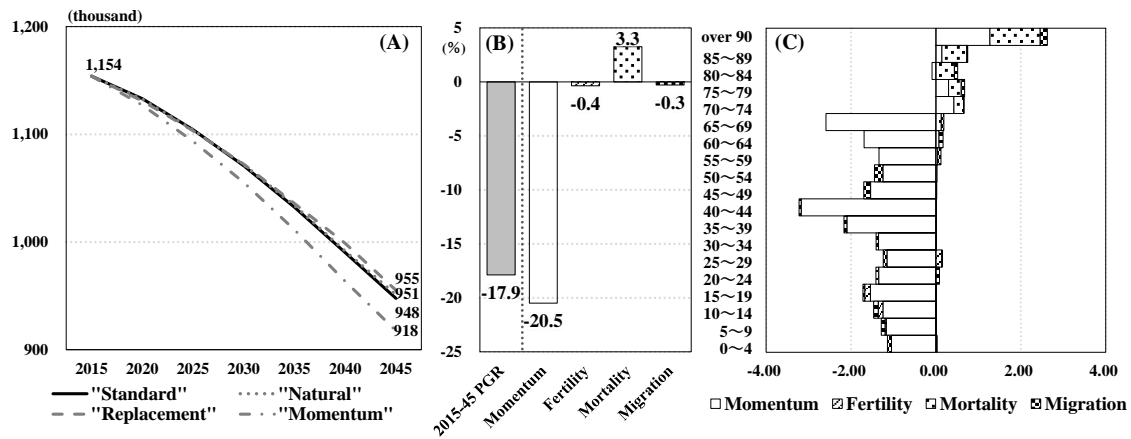 (thousand)
1,200
1,100
1,000
900
(A)
1,154
955
951
948
918
2015 2020 2025 2030 2035 2040 2045
"Standard" "Natural"
"Replacement" "Momentum"
5
(%)
0
-5
-10
-15
-20
-25
(B)
3.3
-0.4
-0.3
-17.9
-20.5
2015-45 PGR
Momentum
Fertility
Mortality
Migration
(C)
over 90
85～89
80～84
75～79
70～74
65～69
60～64
55～59
50～54
45～49
40～44
35～39
30～34
25～29
20～24
15～19
10～14
5～9
0～4
-4.00 -2.00 0.00 2.00 4.00
Momentum Fertility Mortality Migration